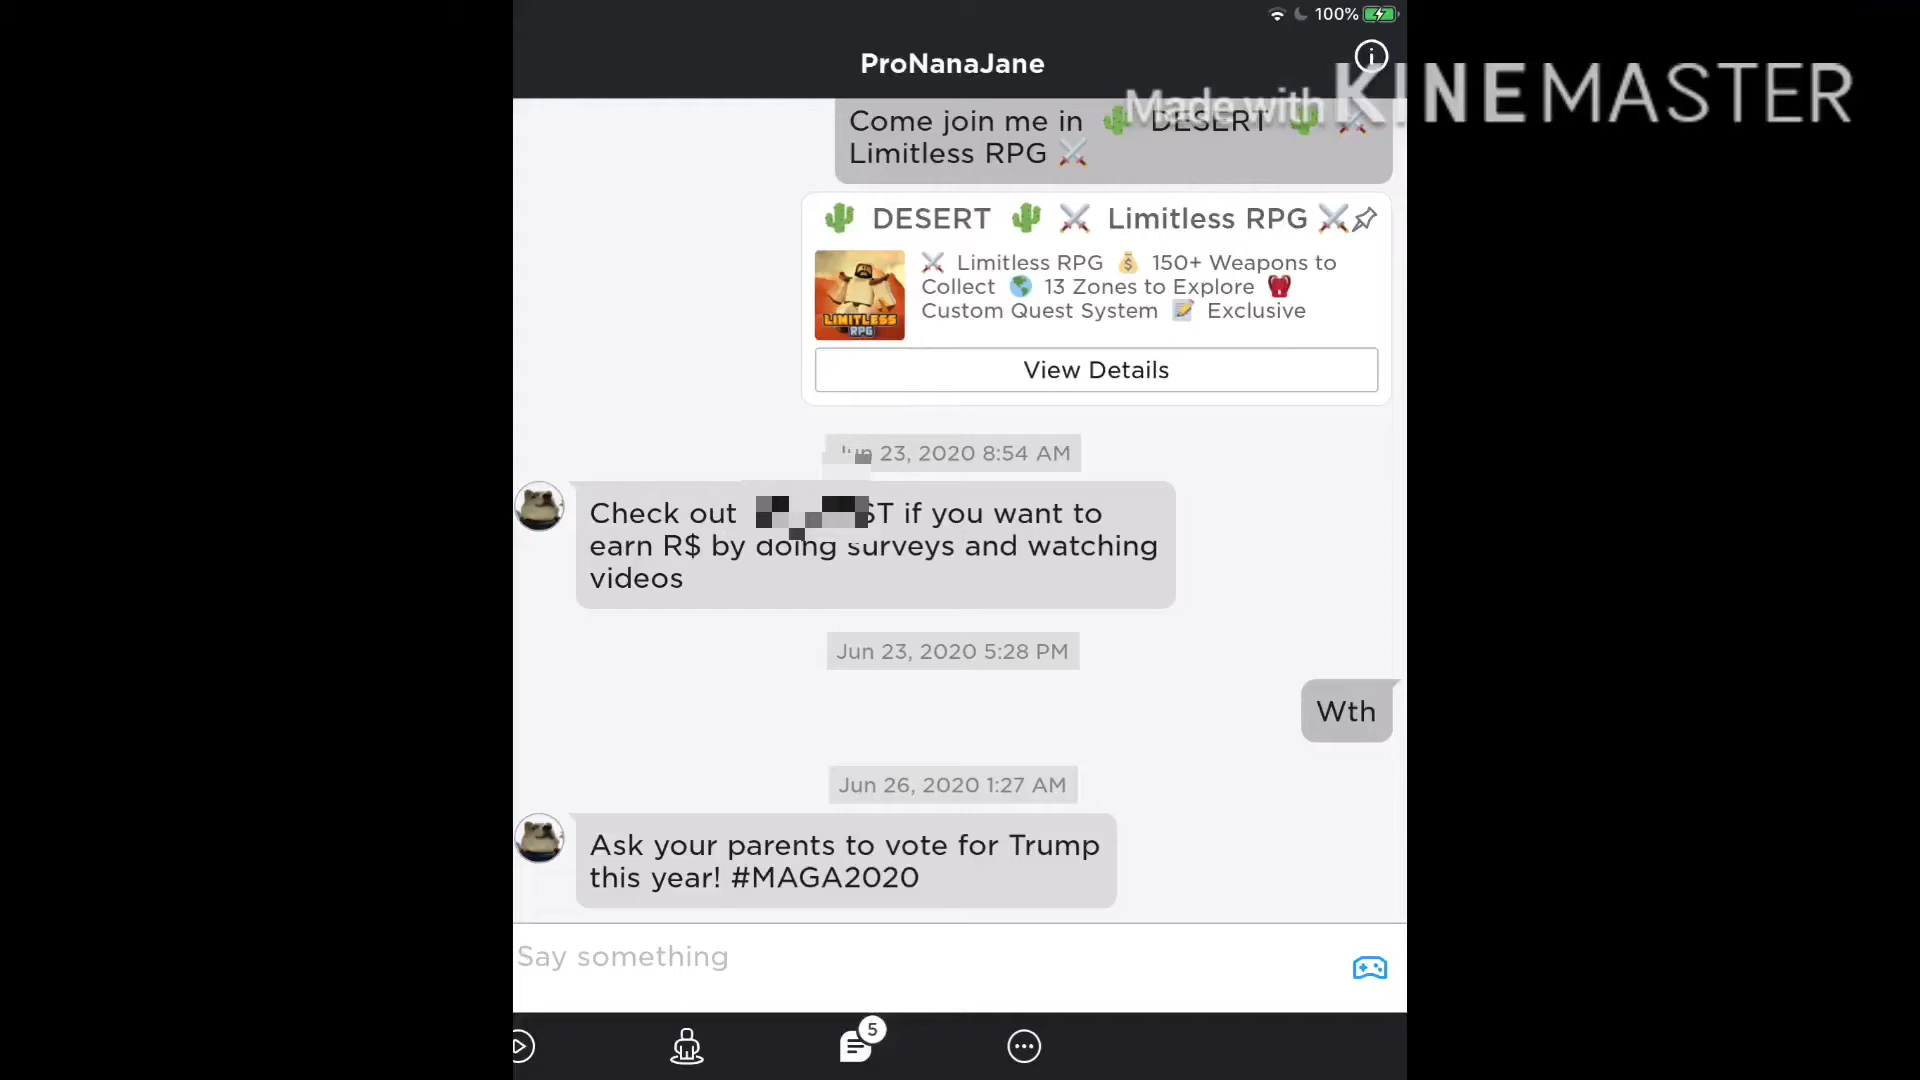 100%
ProNanaJane
Made with KINEMASTER
Come join me in 🌵 DESERT 🌵 ⚔️
Limitless RPG ⚔️
🌵 DESERT 🌵 ⚔️ Limitless RPG ⚔️
⚔️ Limitless RPG 💰 150+ Weapons to
Collect 🌎 13 Zones to Explore 🎒
Custom Quest System 📝 Exclusive
LIMITLESS
RPG
View Details
Jun 23, 2020 8:54 AM
Check out ST if you want to
earn R$ by doing surveys and watching
videos
Jun 23, 2020 5:28 PM
Wth
Jun 26, 2020 1:27 AM
Ask your parents to vote for Trump
this year! #MAGA2020
Say something
5